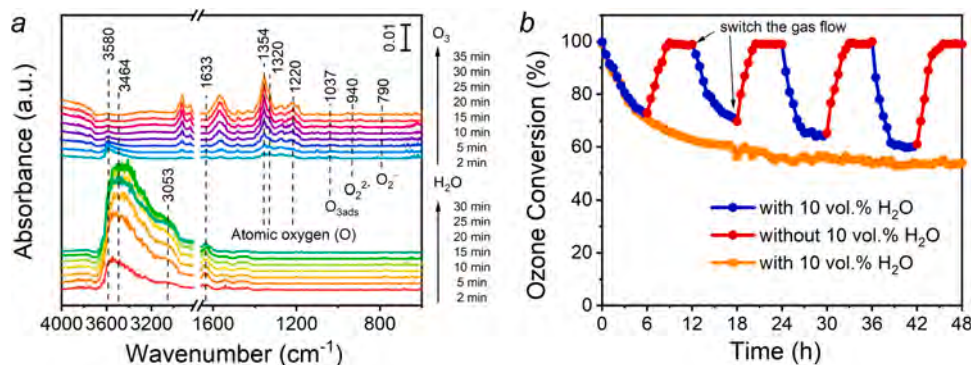 a
Absorbance (a.u.)
3580
3464
1633
1354
1320
1220
1037
940
790
0.01
O3
35 min
30 min
25 min
20 min
15 min
10 min
5 min
2 min
3053
O2^2-
O2^-
O3ads
Atomic oxygen (O)
H2O
30 min
25 min
20 min
15 min
10 min
5 min
2 min
4000 3600 3200 1600 1200 800
Wavenumber (cm-1)
b
Ozone Conversion (%)
100
80
60
40
20
0
switch the gas flow
with 10 vol.% H2O
without 10 vol.% H2O
with 10 vol.% H2O
0 6 12 18 24 30 36 42 48
Time (h)